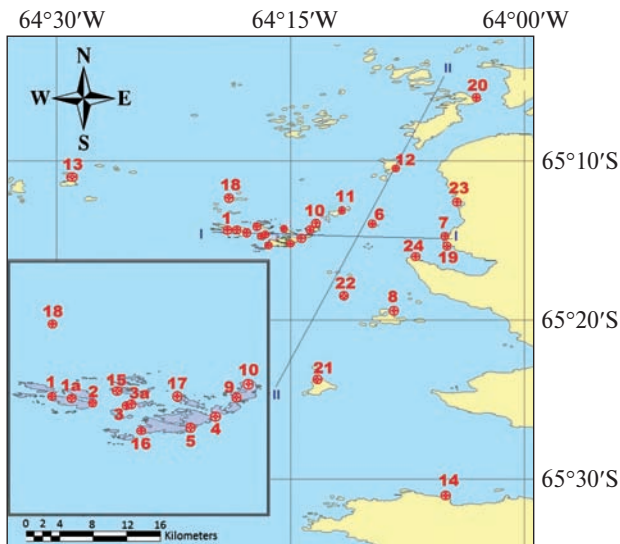 64°30′W 64°15′W 64°00′W
N
W E
S
II
20
13
12
65°10′S
18
11
23
10
1
6
7
I
I
19
24
22
8
65°20′S
18
21
II
10
1 1a 2 15 3a 17 9
3
16 5 4
14
65°30′S
0 2 4 8 12 16
Kilometers